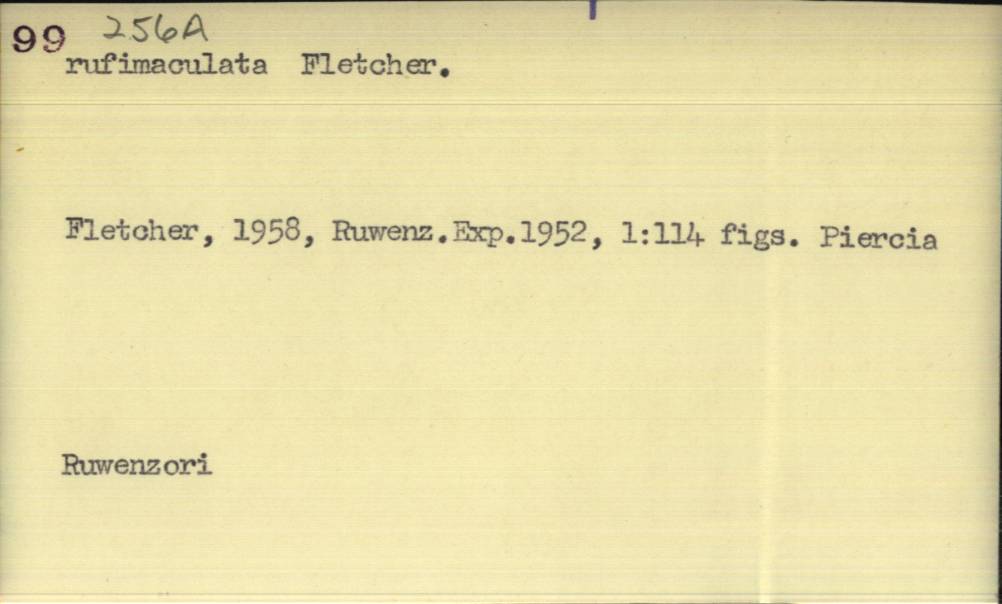 99 256A
rufimaculata Fletcher.
Fletcher, 1958, Ruwenz.Exp.1952, 1:114 figs. Piercia
Ruwenzori